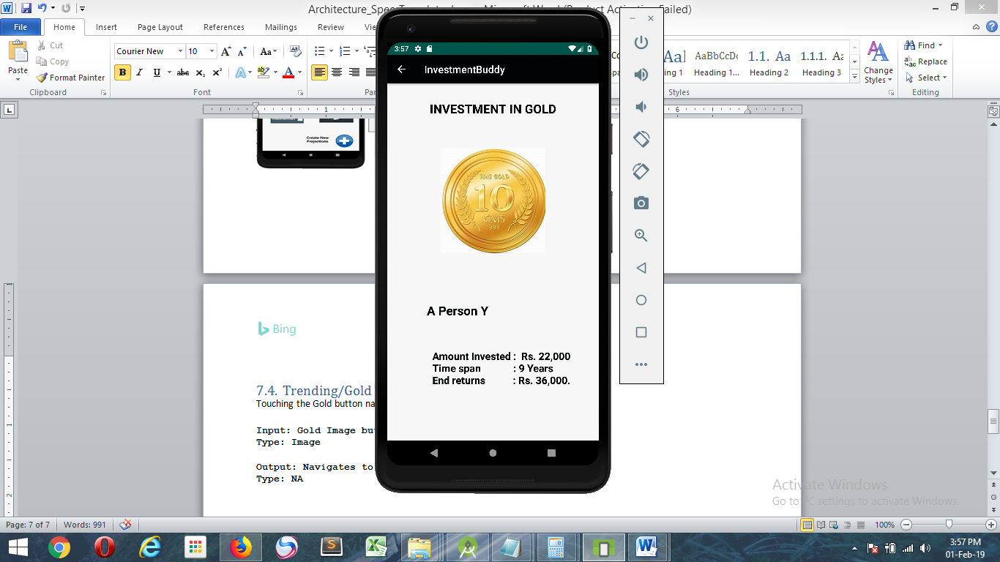 Architecture_Spec
Microsoft Word (Product Activation Failed)
File
Home
Insert
Page Layout
References
Mailings
Review
Paste
Cut
Copy
Format Painter
Clipboard
Courier New
10
Font
AaBbCcDc
1.1. Aa
1.1.1. Aa
Heading 1...
Heading 2
Heading 3
Styles
Change
Styles
Find
Replace
Select
Editing
Create New
Projections
3:57
InvestmentBuddy
INVESTMENT IN GOLD
FINE GOLD
10
GMS
999
A Person Y
Amount Invested : Rs. 22,000
Time span : 9 Years
End returns : Rs. 36,000.
Bing
7.4. Trending/Gold
Touching the Gold button
Input: Gold Image
Type: Image
Output: Navigates to
Type: NA
Activate Windows
Go to PC settings to activate Windows.
Page: 7 of 7
Words: 991
100%
3:57 PM
01-Feb-19